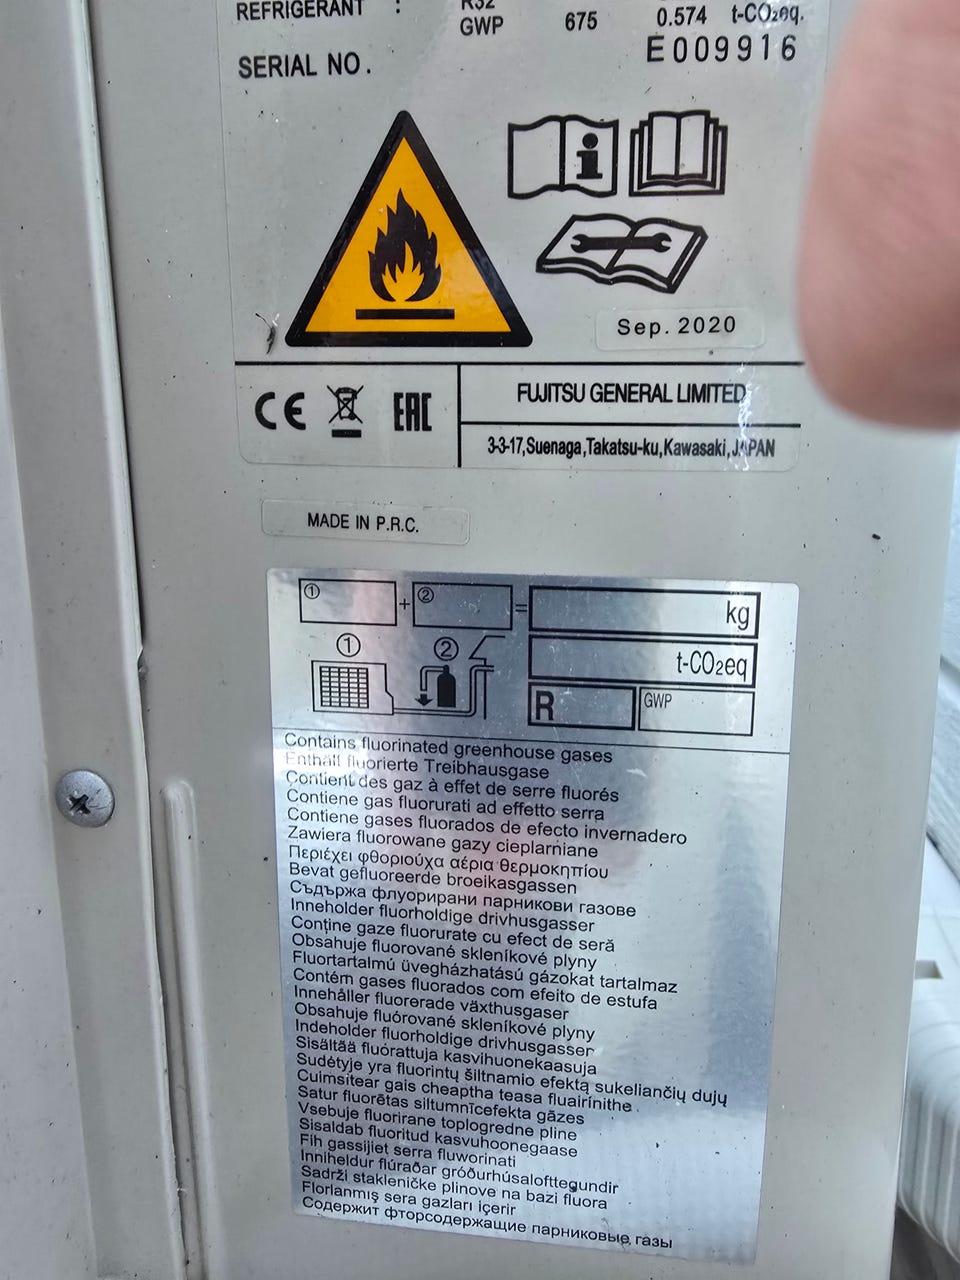 REFRIGERANT : R32
GWP 675 0.574 t-CO₂eq.
SERIAL NO. E009916
Sep. 2020
CE EAC
FUJITSU GENERAL LIMITED
3-3-17,Suenaga,Takatsu-ku,Kawasaki,JAPAN
MADE IN P.R.C.
① + ② = kg
t-CO₂eq
① ②
R GWP
Contains fluorinated greenhouse gases
Enthält fluorierte Treibhausgase
Contient des gaz à effet de serre fluorés
Contiene gas fluorurati ad effetto serra
Contiene gases fluorados de efecto invernadero
Zawiera fluorowane gazy cieplarniane
Περιέχει φθοριούχα αέρια θερμοκηπίου
Bevat gefluoreerde broeikasgassen
Съдържа флуорирани парникови газове
Inneholder fluorholdige drivhusgasser
Conține gaze fluorurate cu efect de seră
Obsahuje fluorované skleníkové plyny
Fluortartalmú üvegházhatású gázokat tartalmaz
Contém gases fluorados com efeito de estufa
Innehåller fluorerade växthusgaser
Obsahuje fluórované skleníkové plyny
Indeholder fluorholdige drivhusgasser
Sisältää fluorattuja kasvihuonekaasuja
Sudėtyje yra fluorintų šiltnamio efektą sukeliančių dujų
Cuimsitear gais cheaptha teasa fluairínithe
Satur fluorētas siltumnīcefekta gāzes
Vsebuje fluorirane toplogredne pline
Sisaldab fluoritud kasvuhoonegaase
Fih gassijiet serra fluworinati
Inniheldur flúraðar gróðurhúsalofttegundir
Sadrži stakleničke plinove na bazi fluora
Florlanmış sera gazları içerir
Содержит фторсодержащие парниковые газы